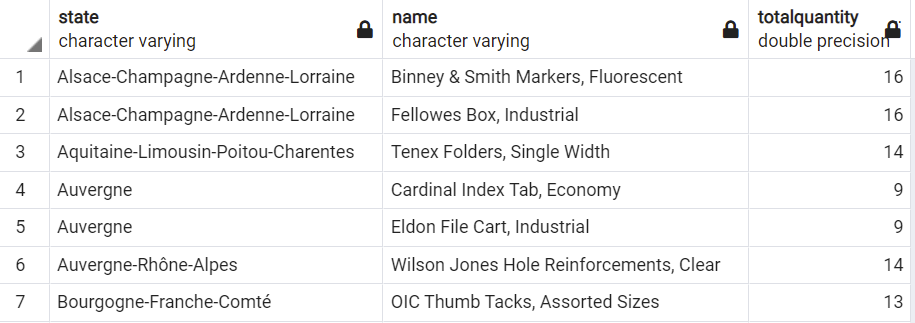 state name totalquantity
character varying character varying double precision
1 Alsace-Champagne-Ardenne-Lorraine Binney & Smith Markers, Fluorescent 16
2 Alsace-Champagne-Ardenne-Lorraine Fellowes Box, Industrial 16
3 Aquitaine-Limousin-Poitou-Charentes Tenex Folders, Single Width 14
4 Auvergne Cardinal Index Tab, Economy 9
5 Auvergne Eldon File Cart, Industrial 9
6 Auvergne-Rhône-Alpes Wilson Jones Hole Reinforcements, Clear 14
7 Bourgogne-Franche-Comté OIC Thumb Tacks, Assorted Sizes 13